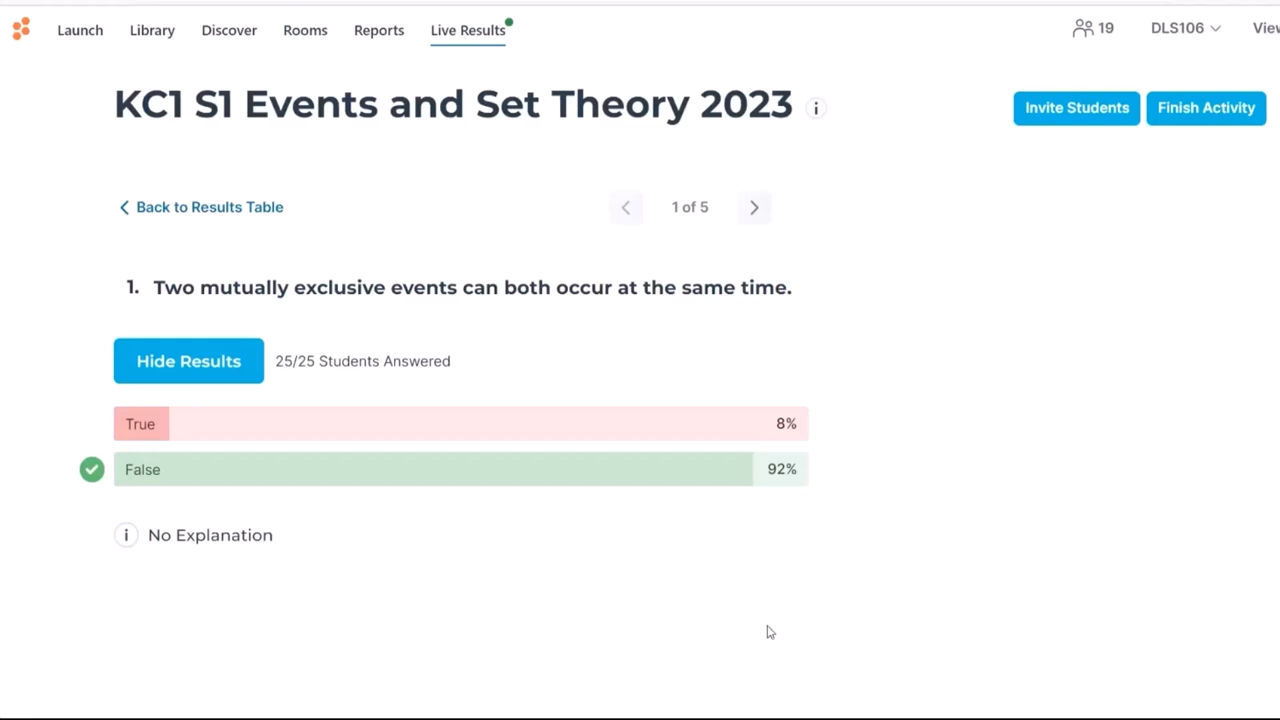 Launch Library Discover Rooms Reports Live Results 19 DLS106
KC1 S1 Events and Set Theory 2023 i
Invite Students Finish Activity
Back to Results Table 1 of 5
1. Two mutually exclusive events can both occur at the same time.
Hide Results 25/25 Students Answered
True 8%
False 92%
i No Explanation